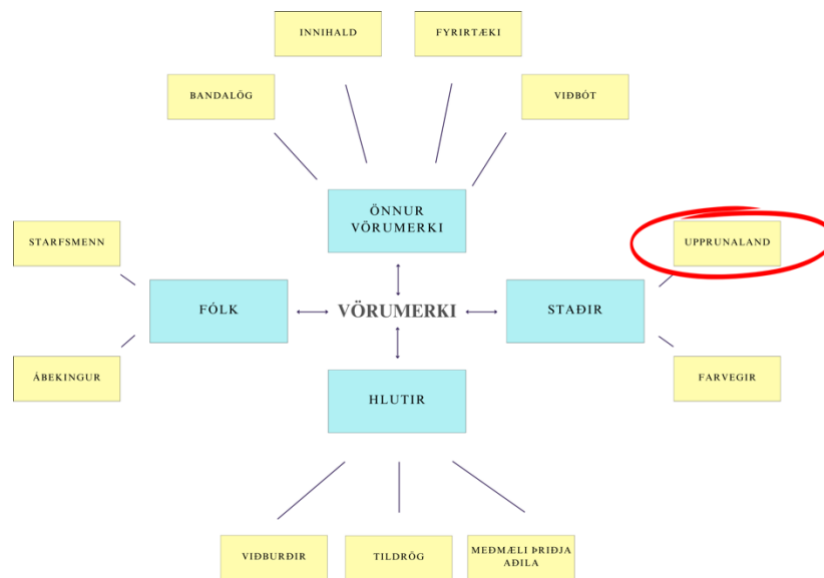 INNIHALD
FYRIRTÆKI
BANDALÖG
VIÐBÓT
ÖNNUR
VÖRUMERKI
STARFSMENN
UPPRUNALAND
FÓLK
VÖRUMERKI
STAÐIR
ÁBEKINGUR
HLUTIR
FARVEGIR
VIÐBURÐIR
TILDRÖG
MEÐMÆLI ÞRIÐJA
AÐILA